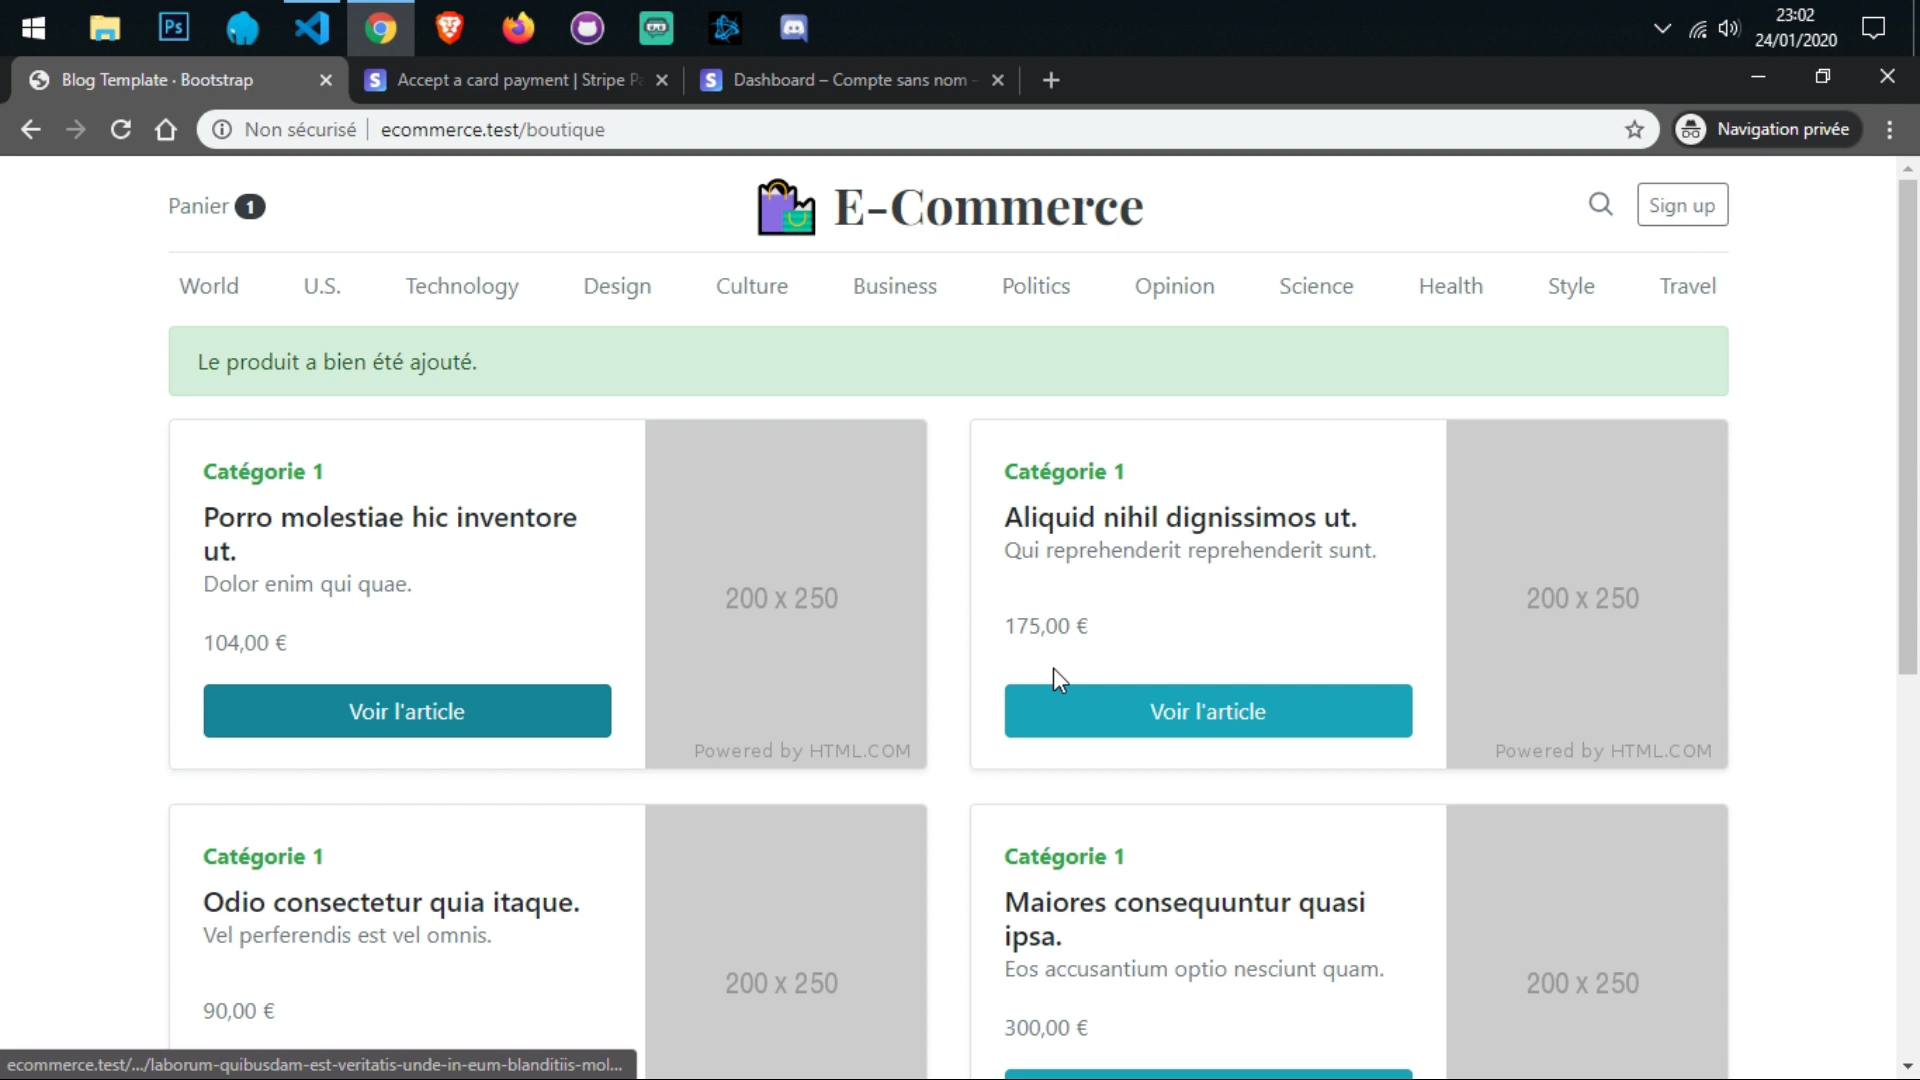 Ps
23:02
24/01/2020
Blog Template · Bootstrap
S Accept a card payment | Stripe Pa
S Dashboard – Compte sans nom –
Non sécurisé ecommerce.test/boutique
Navigation privée
Panier 1
E-Commerce
Sign up
World U.S. Technology Design Culture Business Politics Opinion Science Health Style Travel
Le produit a bien été ajouté.
Catégorie 1
Porro molestiae hic inventore
ut.
Dolor enim qui quae.
104,00 €
Voir l'article
200 x 250
Powered by HTML.COM
Catégorie 1
Aliquid nihil dignissimos ut.
Qui reprehenderit reprehenderit sunt.
175,00 €
Voir l'article
200 x 250
Powered by HTML.COM
Catégorie 1
Odio consectetur quia itaque.
Vel perferendis est vel omnis.
90,00 €
200 x 250
Catégorie 1
Maiores consequuntur quasi
ipsa.
Eos accusantium optio nesciunt quam.
300,00 €
200 x 250
ecommerce.test/.../laborum-quibusdam-est-veritatis-unde-in-eum-blanditiis-mol...